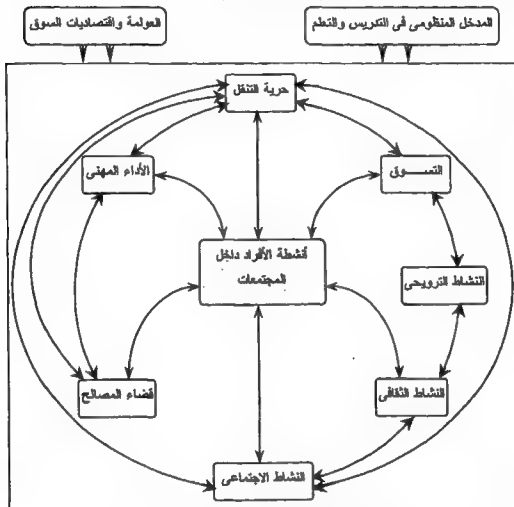 المدخل المنظومى فى التدريس والتعلم
العولمة واقتصاديات السوق
حرية التنقل
التســـوق
الأداء المهنى
أنشطة الأفراد داخل
المجتمعات
النشاط الترويحى
النشاط الثقافى
قضاء المصالح
النشاط الاجتماعى